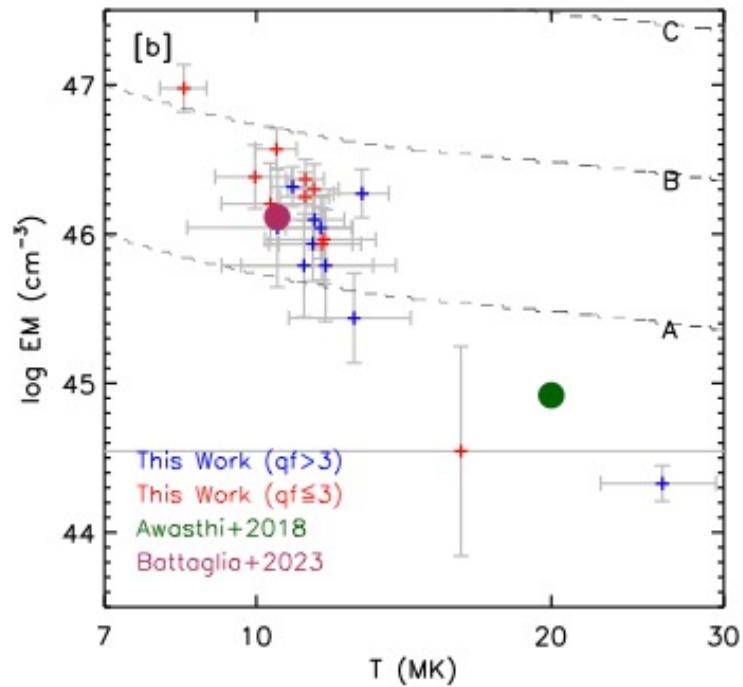 [b]
C
47
B
46
A
45
44
log EM (cm⁻³)
This Work (qf>3)
This Work (qf≦3)
Awasthi+2018
Battaglia+2023
7 10 20 30
T (MK)